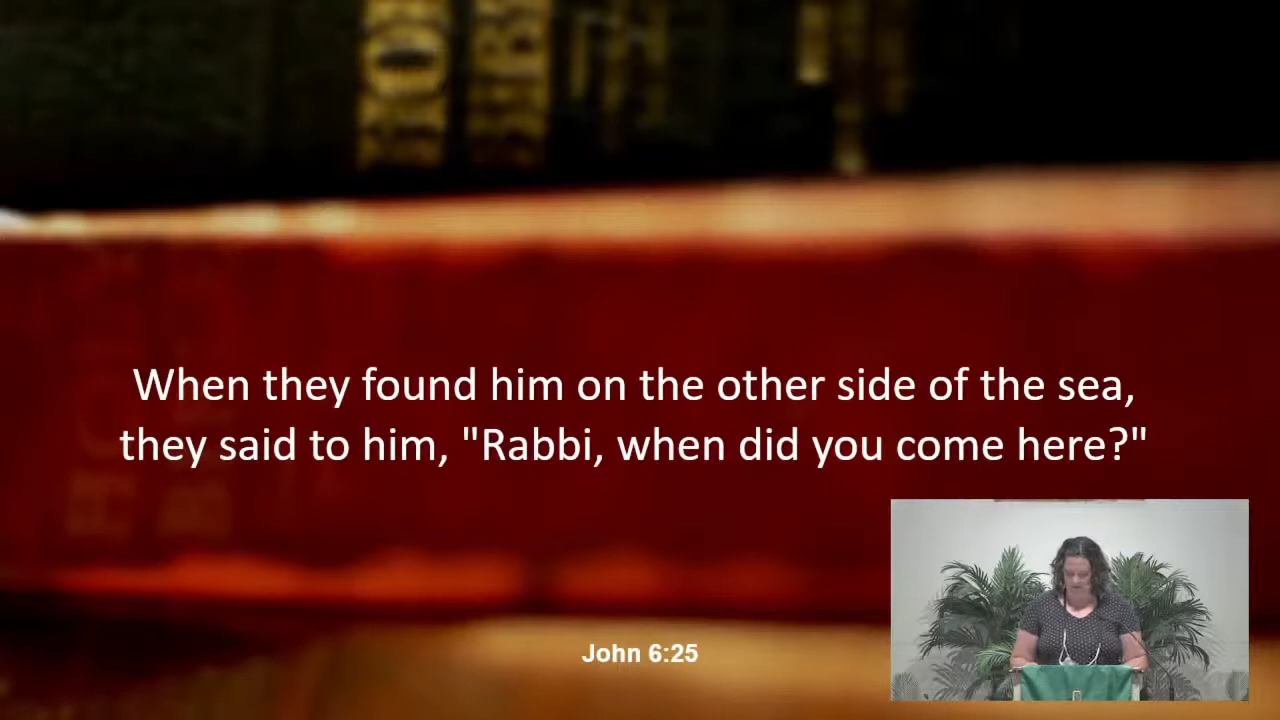 When they found him on the other side of the sea,
they said to him, "Rabbi, when did you come here?"
John 6:25